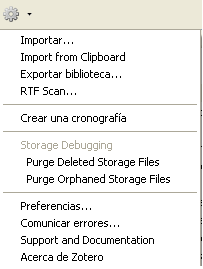 Importar...
Import from Clipboard
Exportar biblioteca...
RTF Scan...
Crear una cronografía
Storage Debugging
Purge Deleted Storage Files
Purge Orphaned Storage Files
Preferencias...
Comunicar errores...
Support and Documentation
Acerca de Zotero